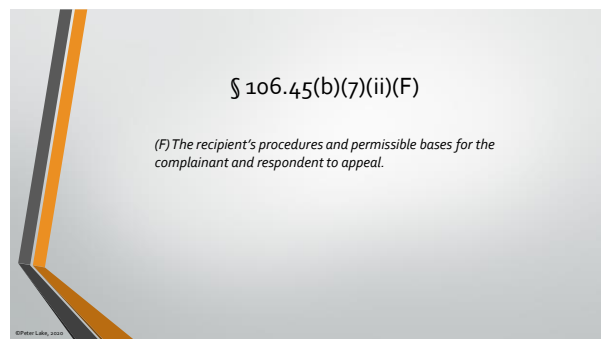 § 106.45(b)(7)(ii)(F)
(F) The recipient's procedures and permissible bases for the
complainant and respondent to appeal.
©Peter Lake, 2020